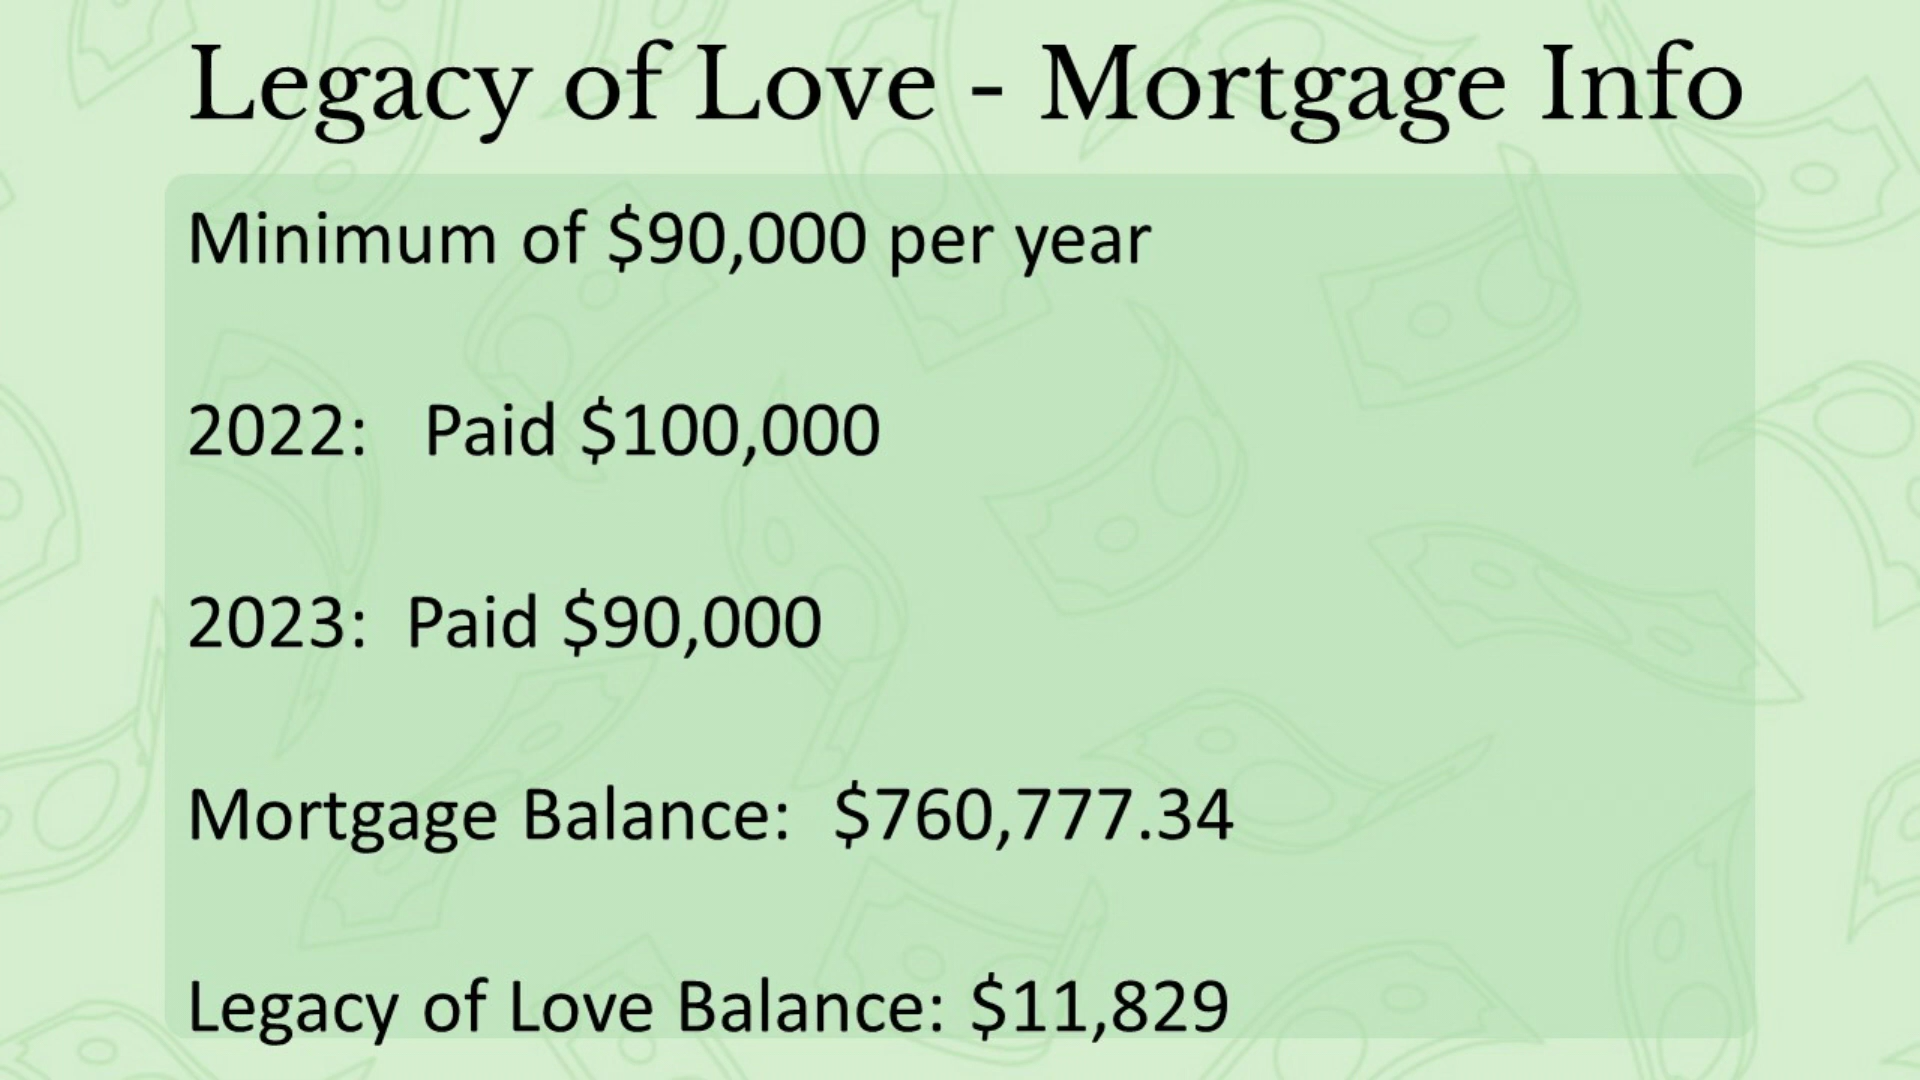 Legacy of Love - Mortgage Info
Minimum of $90,000 per year
2022: Paid $100,000
2023: Paid $90,000
Mortgage Balance: $760,777.34
Legacy of Love Balance: $11,829